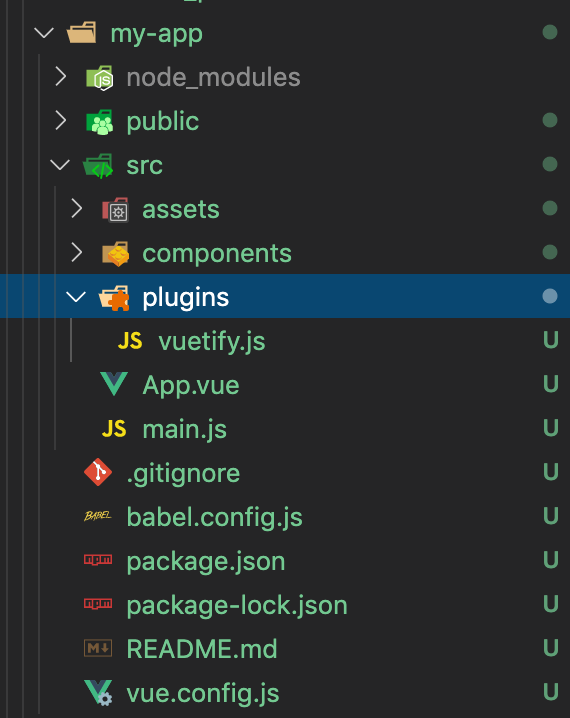 my-app
node_modules
public
src
assets
components
plugins
JS vuetify.js U
App.vue U
JS main.js U
.gitignore U
BABEL babel.config.js U
package.json U
package-lock.json U
M README.md U
vue.config.js U